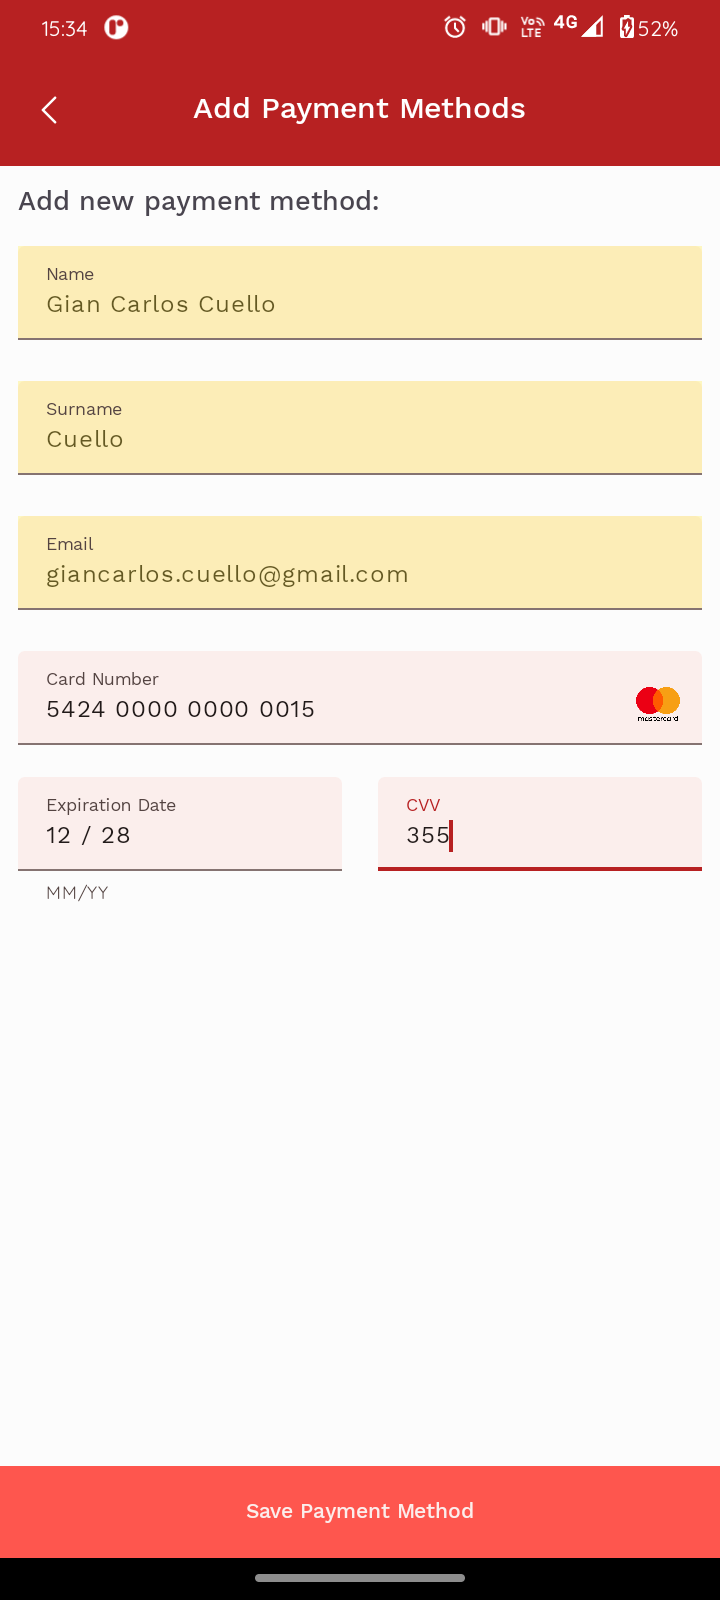 15:34 Vo LTE 4G 52%
Add Payment Methods
Add new payment method:
Name
Gian Carlos Cuello
Surname
Cuello
Email
giancarlos.cuello@gmail.com
Card Number
5424 0000 0000 0015
mastercard
Expiration Date
12 / 28
MM/YY
CVV
355
Save Payment Method